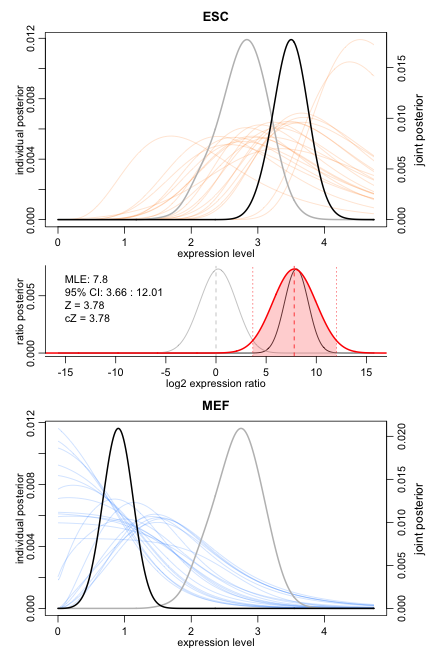 ESC
individual posterior
0.000
0.004
0.008
0.012
0.000
0.005
0.010
0.015
joint posterior
0 1 2 3 4
expression level
ratio posterior
0.000
0.005
MLE: 7.8
95% CI: 3.66 : 12.01
Z = 3.78
cZ = 3.78
-15 -10 -5 0 5 10 15
log2 expression ratio
MEF
individual posterior
0.000
0.004
0.008
0.012
0.000
0.005
0.010
0.015
0.020
joint posterior
0 1 2 3 4
expression level